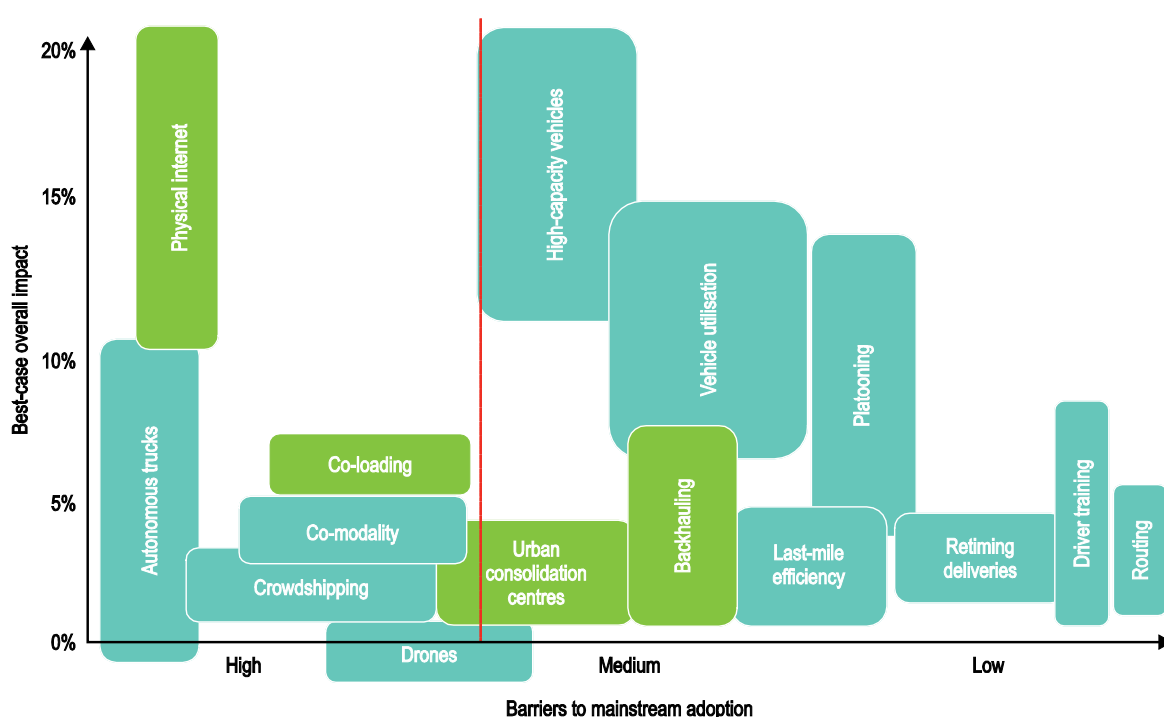 20%
15%
10%
5%
0%
Best-case overall impact
Physical internet
Autonomous trucks
Co-loading
Co-modality
Crowdshipping
Drones
High-capacity vehicles
Vehicle utilisation
Platooning
Urban
consolidation
centres
Backhauling
Last-mile
efficiency
Retiming
deliveries
Driver training
Routing
High
Medium
Low
Barriers to mainstream adoption